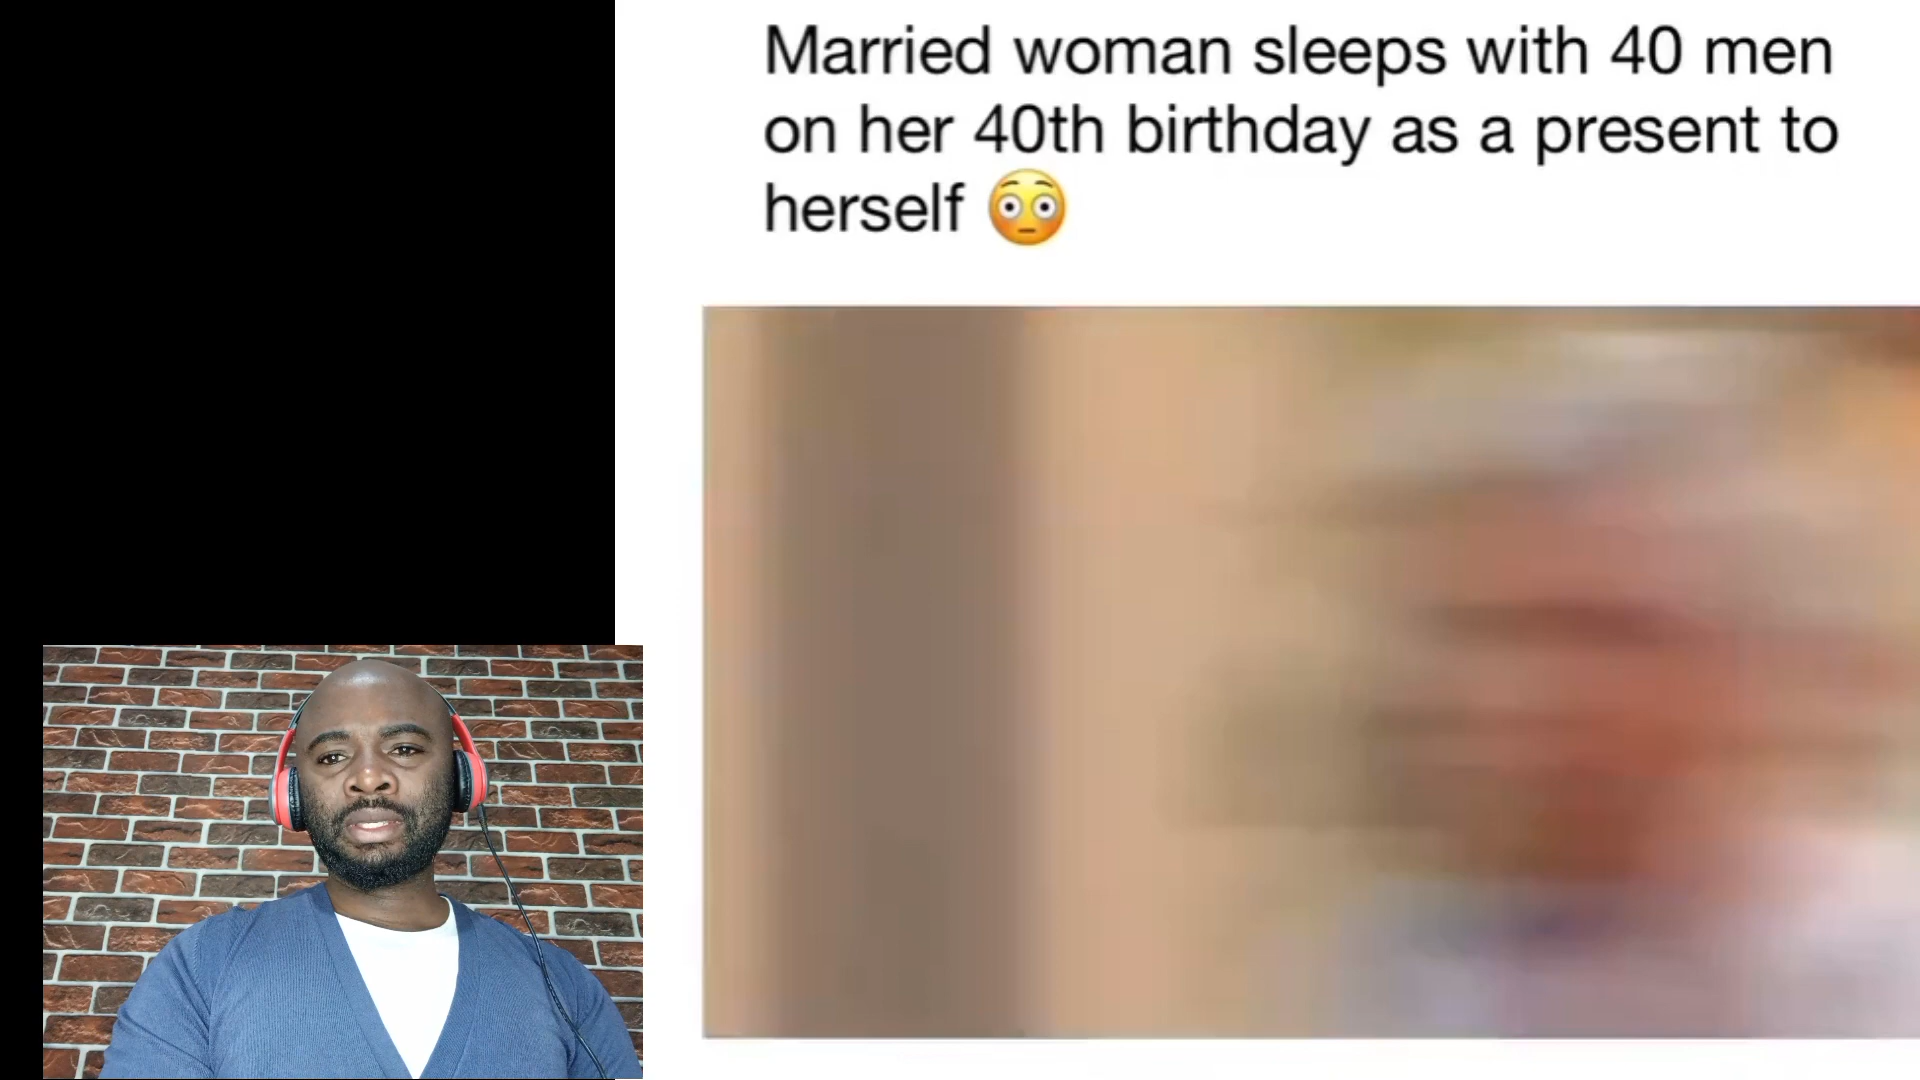 Married woman sleeps with 40 men
on her 40th birthday as a present to
herself 😳